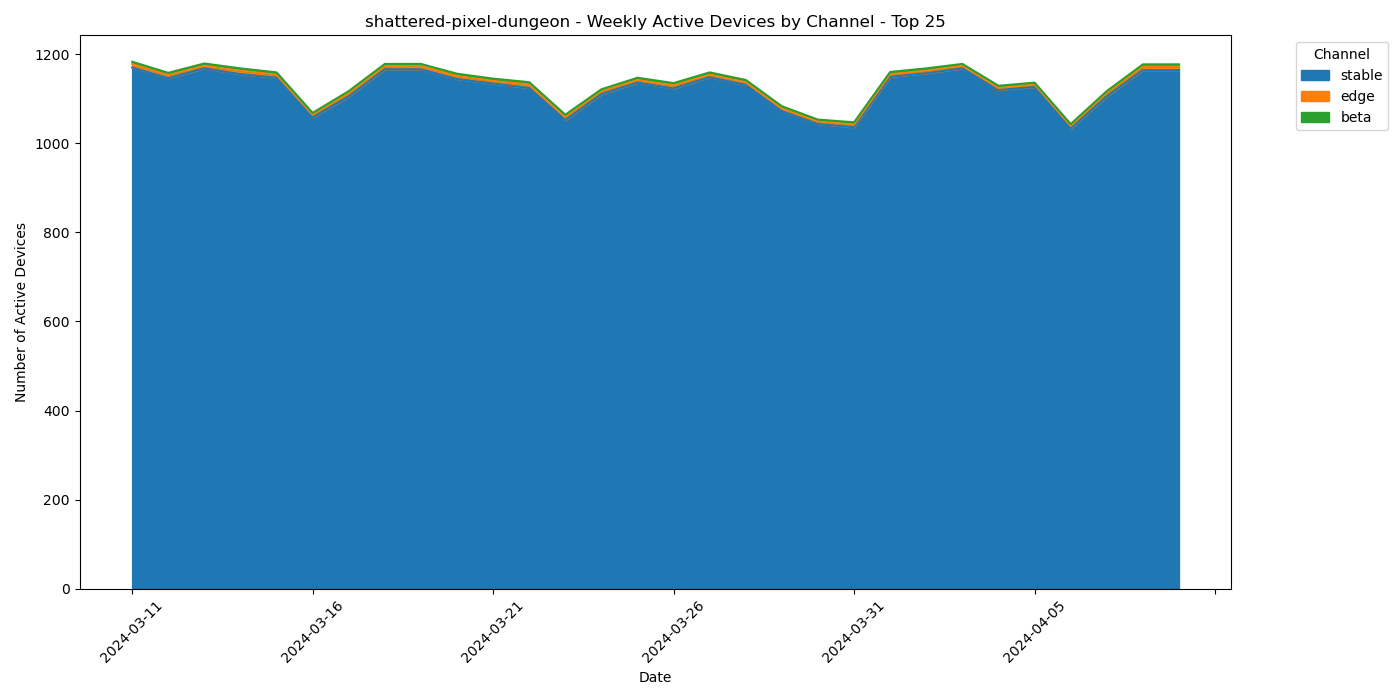 shattered-pixel-dungeon - Weekly Active Devices by Channel - Top 25
Number of Active Devices
1200
1000
800
600
400
200
0
2024-03-11
2024-03-16
2024-03-21
2024-03-26
2024-03-31
2024-04-05
Date
Channel
stable
edge
beta